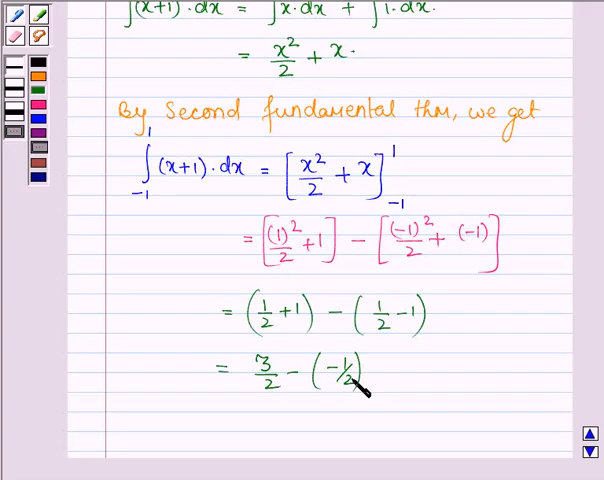 ∫(x+1)·dx = ∫x·dx + ∫1·dx·
= x²/2 + x·
By Second fundamental thm, we get
∫₋₁¹ (x+1)·dx = [x²/2 + x]₋₁¹
= [(1)²/2 + 1] − [(-1)²/2 + (-1)]
= (1/2 + 1) − (1/2 − 1)
= 3/2 − (-1/2)